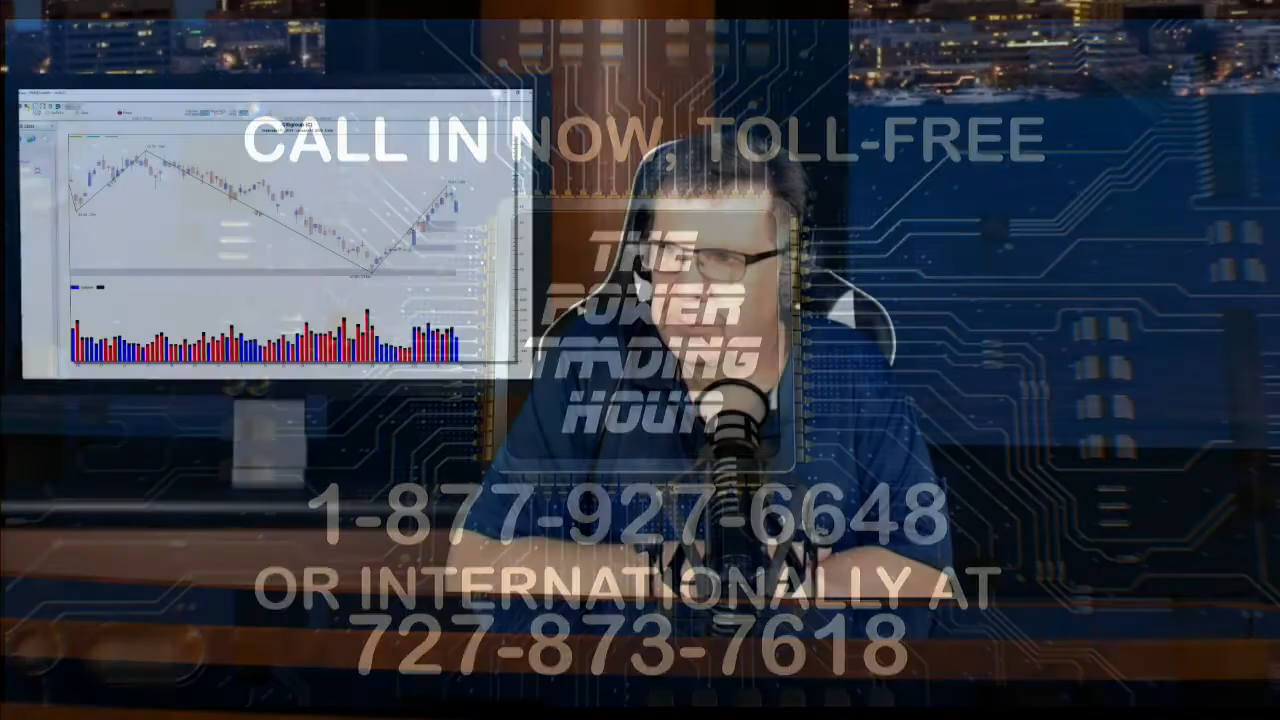 Citigroup (C)
CALL IN NOW, TOLL-FREE
THE
POWER
TRADING
HOUR
1-877-927-6648
OR INTERNATIONALLY AT
727-873-7618